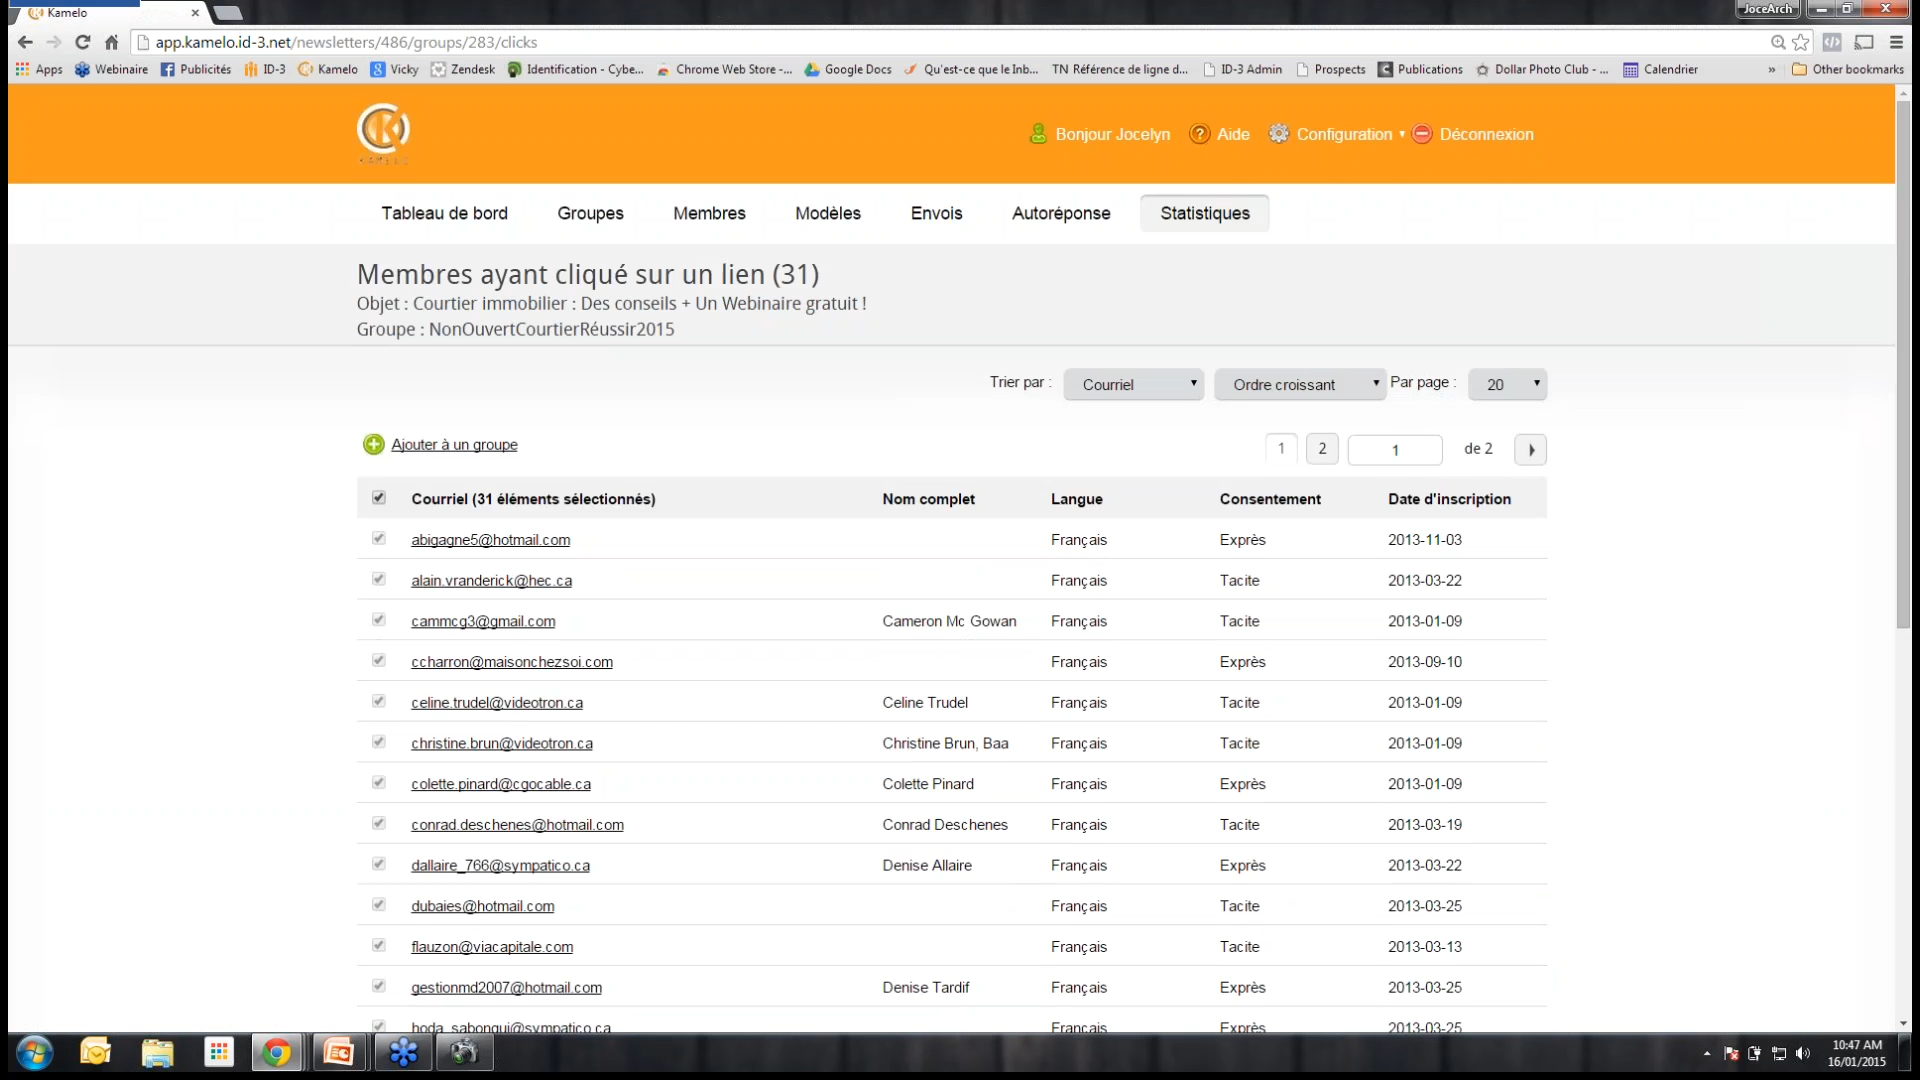 Kamelo
JoceArch
app.kamelo.id-3.net/newsletters/486/groups/283/clicks
Apps Webinaire Publicités ID-3 Kamelo Vicky Zendesk Identification - Cybe... Chrome Web Store -... Google Docs Qu'est-ce que le Inb... TN Référence de ligne d... ID-3 Admin Prospects Publications Dollar Photo Club - ... Calendrier » Other bookmarks
KAMELO
Bonjour Jocelyn Aide Configuration Déconnexion
Tableau de bord Groupes Membres Modèles Envois Autoréponse Statistiques
Membres ayant cliqué sur un lien (31)
Objet : Courtier immobilier : Des conseils + Un Webinaire gratuit !
Groupe : NonOuvertCourtierRéussir2015
Trier par : Courriel Ordre croissant Par page : 20
Ajouter à un groupe 1 2 1 de 2
Courriel (31 éléments sélectionnés) Nom complet Langue Consentement Date d'inscription
abigagne5@hotmail.com Français Exprès 2013-11-03
alain.vranderick@hec.ca Français Tacite 2013-03-22
cammcg3@gmail.com Cameron Mc Gowan Français Tacite 2013-01-09
ccharron@maisonchezsoi.com Français Exprès 2013-09-10
celine.trudel@videotron.ca Celine Trudel Français Tacite 2013-01-09
christine.brun@videotron.ca Christine Brun, Baa Français Tacite 2013-01-09
colette.pinard@cgocable.ca Colette Pinard Français Exprès 2013-01-09
conrad.deschenes@hotmail.com Conrad Deschenes Français Tacite 2013-03-19
dallaire_766@sympatico.ca Denise Allaire Français Exprès 2013-03-22
dubaies@hotmail.com Français Tacite 2013-03-25
flauzon@viacapitale.com Français Tacite 2013-03-13
gestionmd2007@hotmail.com Denise Tardif Français Exprès 2013-03-25
hoda_sabongui@sympatico.ca Français Exprès 2013-03-25
10:47 AM
16/01/2015